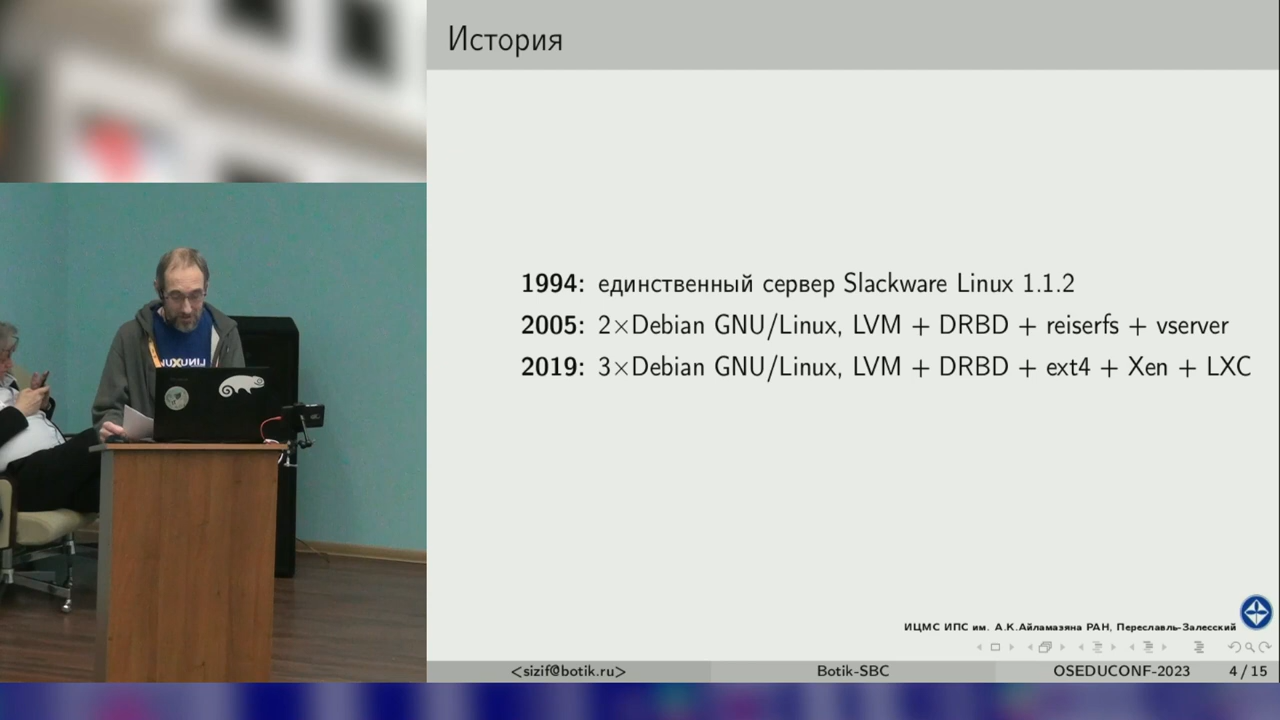 История
1994: единственный сервер Slackware Linux 1.1.2
2005: 2×Debian GNU/Linux, LVM + DRBD + reiserfs + vserver
2019: 3×Debian GNU/Linux, LVM + DRBD + ext4 + Xen + LXC
ИЦМС ИПС им. А.К.Айламазяна РАН, Переславль-Залесский
<sizif@botik.ru> Botik-SBC OSEDUCONF-2023 4 / 15